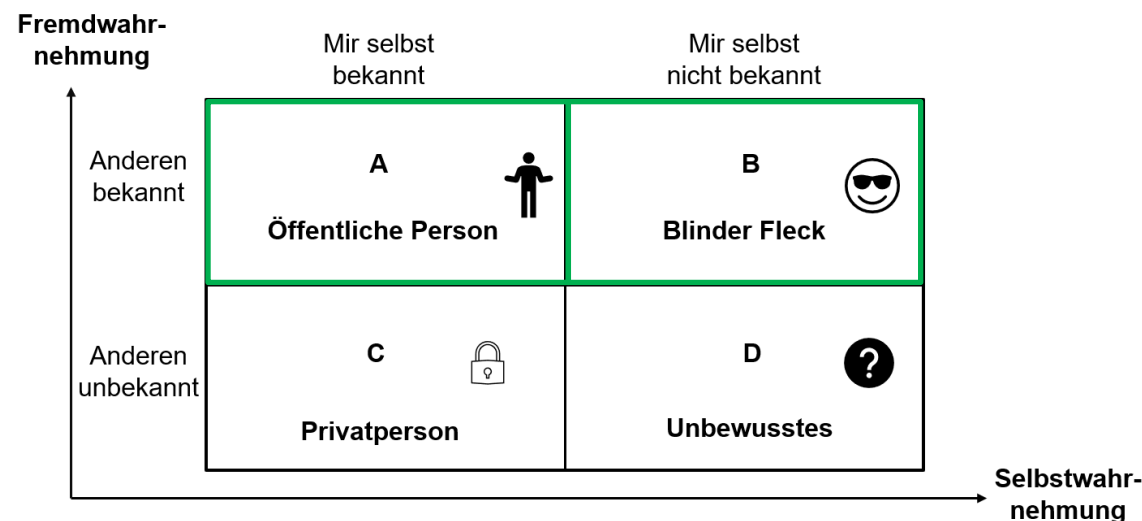 Fremdwahr-
nehmung
Mir selbst
bekannt
Mir selbst
nicht bekannt
Anderen
bekannt
A
Öffentliche Person
B
Blinder Fleck
Anderen
unbekannt
C
Privatperson
D
?
Unbewusstes
Selbstwahr-
nehmung